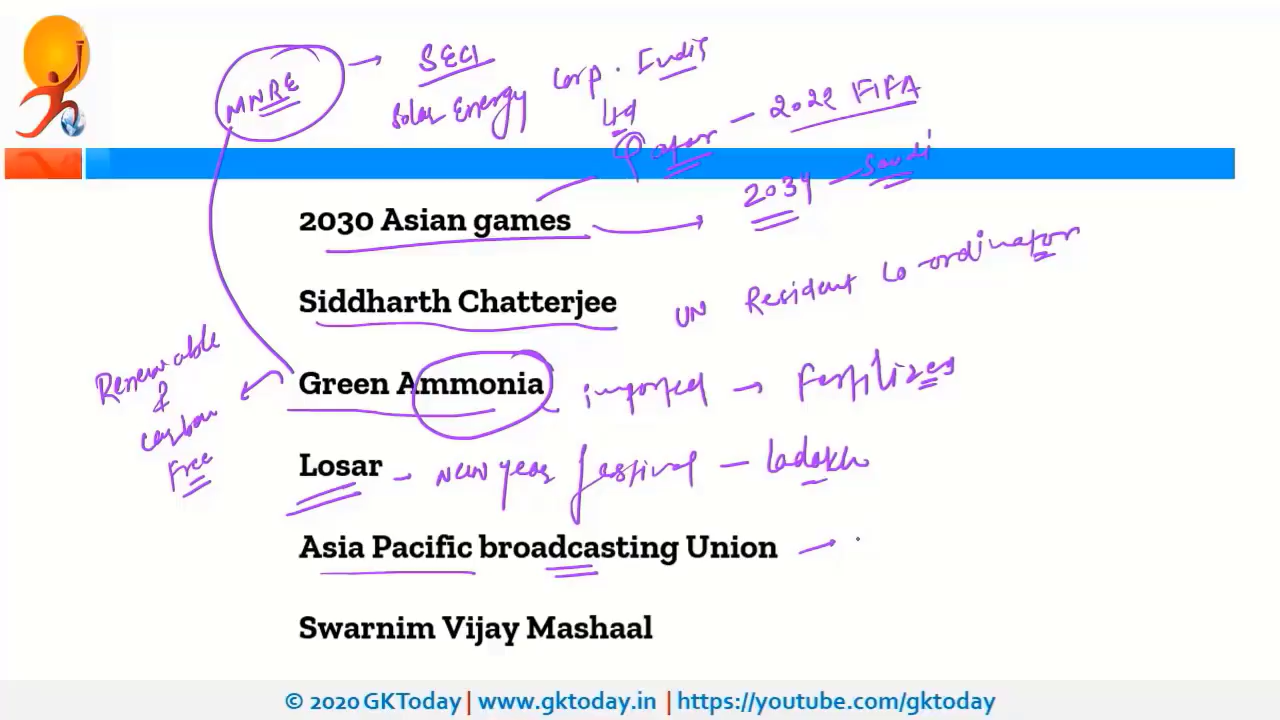 MNRE → SECI
Solar Energy Corp. India
Ltd
Qatar – 2022 FIFA
2030 Asian games
2034 – Saudi
Siddharth Chatterjee UN Resident Co-ordinator
Green Ammonia imported → Fertilizes
Renewable
&
carbon
Free
Losar - New year festival – Ladakh
Asia Pacific broadcasting Union →
Swarnim Vijay Mashaal
© 2020 GKToday | www.gktoday.in | https://youtube.com/gktoday